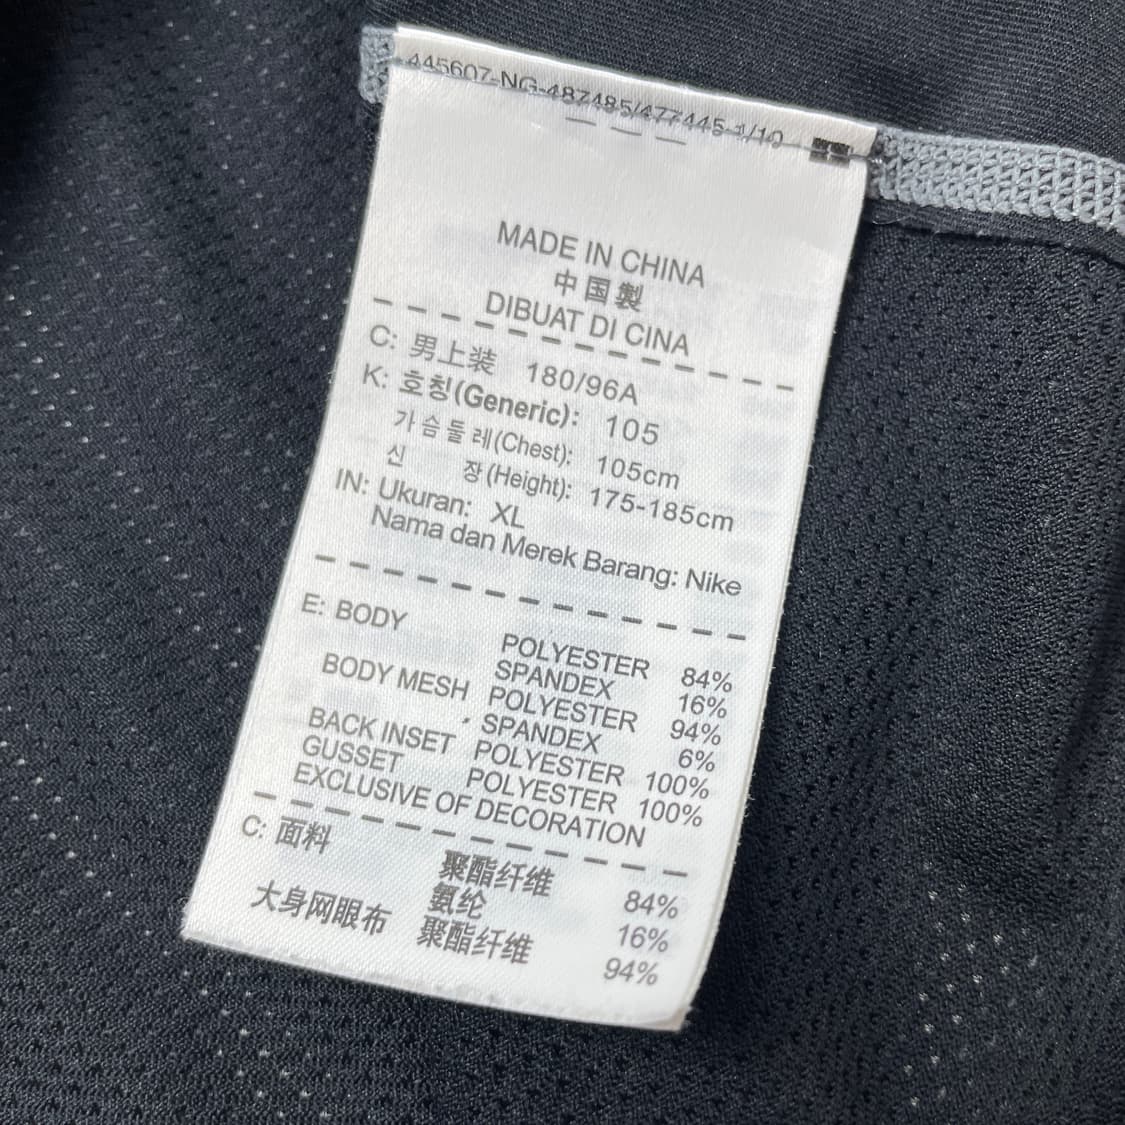 445607-NG-487485/477445-1/10
MADE IN CHINA
中国製
DIBUAT DI CINA
C: 男上装 180/96A
K: 호칭(Generic): 105
가슴둘레(Chest): 105cm
신 장(Height): 175-185cm
IN: Ukuran: XL
Nama dan Merek Barang: Nike
E: BODY POLYESTER 84%
SPANDEX 16%
BODY MESH POLYESTER 94%
SPANDEX 6%
BACK INSET POLYESTER 100%
GUSSET POLYESTER 100%
EXCLUSIVE OF DECORATION
C: 面料 聚酯纤维 84%
氨纶 16%
大身网眼布 聚酯纤维 94%